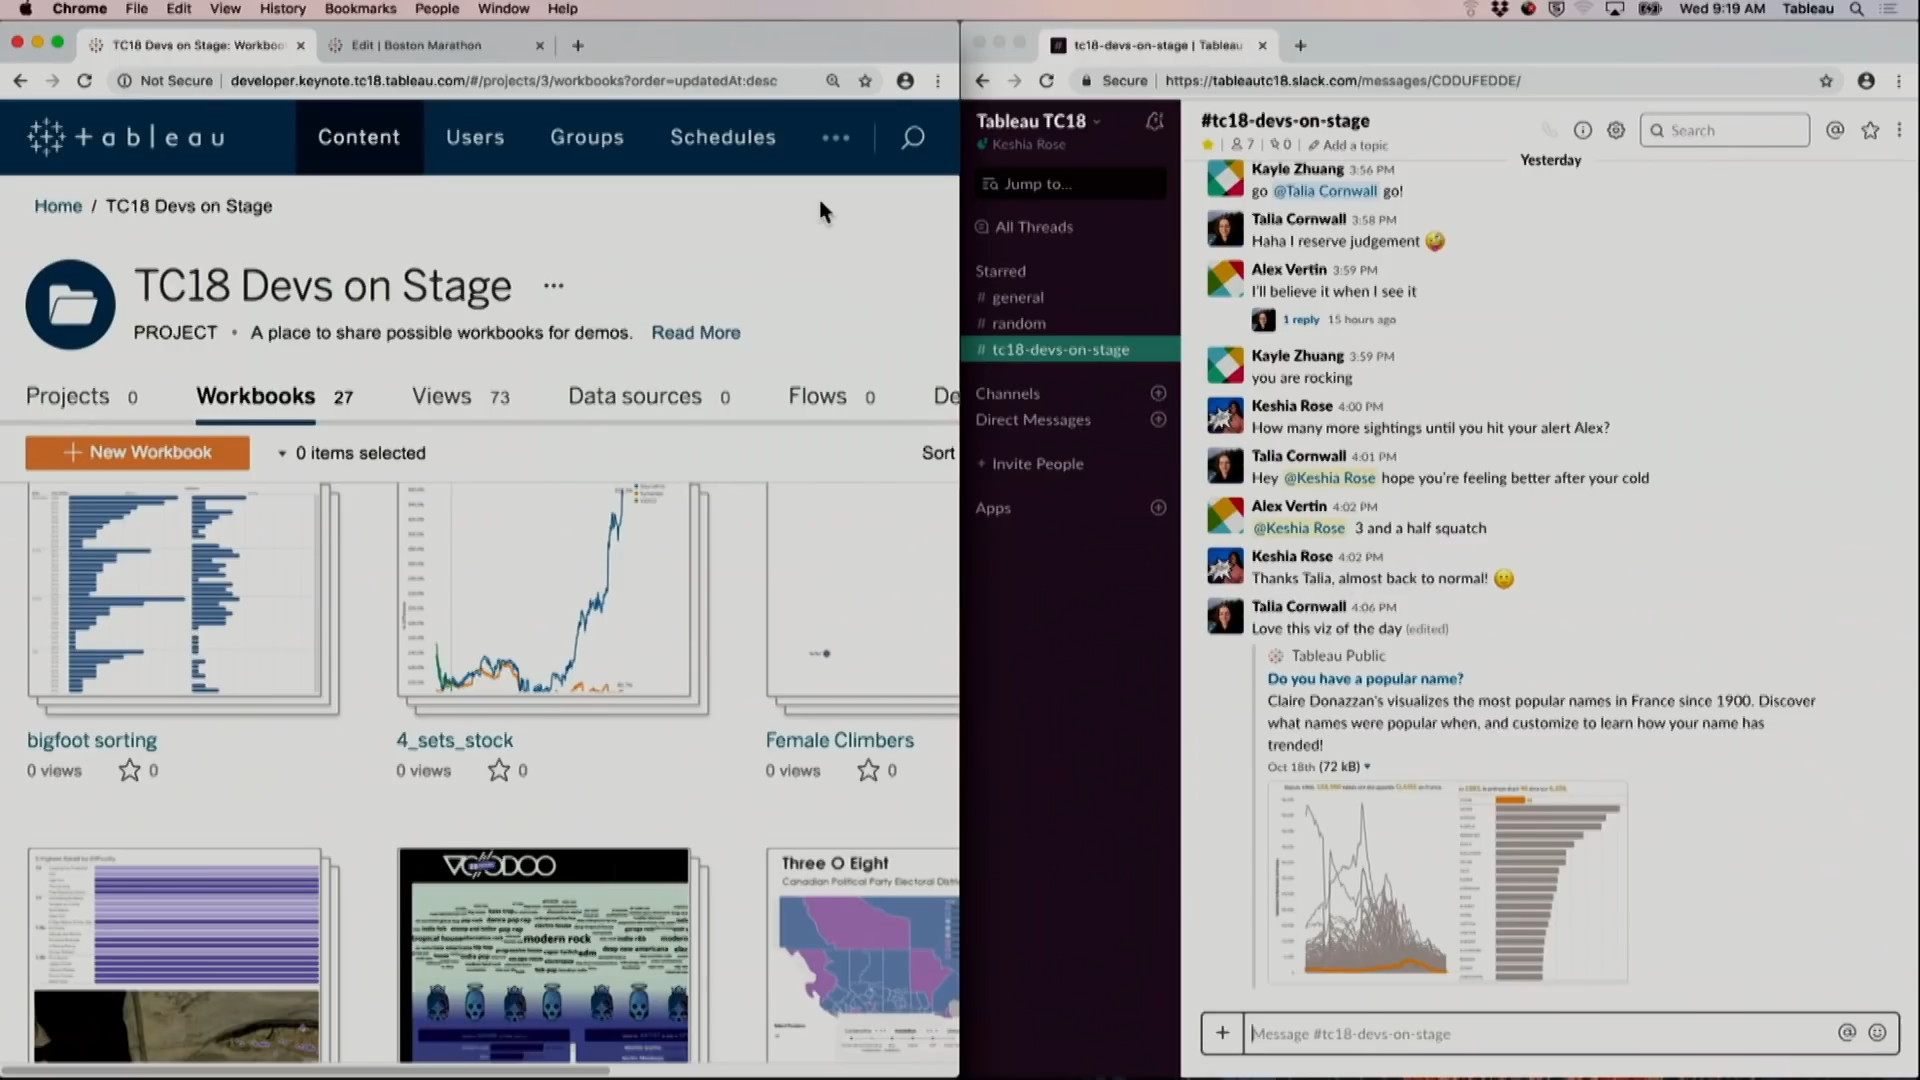 Chrome File Edit View History Bookmarks People Window Help
Wed 9:19 AM Tableau
TC18 Devs on Stage: Workboo
Edit | Boston Marathon
Not Secure
developer.keynote.tc18.tableau.com/#/projects/3/workbooks?order=updatedAt:desc
+ a b l e a u
Content Users Groups Schedules
Home / TC18 Devs on Stage
TC18 Devs on Stage
PROJECT • A place to share possible workbooks for demos. Read More
Projects 0 Workbooks 27 Views 73 Data sources 0 Flows 0 De
+ New Workbook
0 items selected
Sort
bigfoot sorting
0 views 0
4_sets_stock
0 views 0
Female Climbers
0 views 0
VOODOO
modern rock
Three O Eight
Canadian Political Party Electoral Distri
tc18-devs-on-stage | Tableau
Secure
https://tableautc18.slack.com/messages/CDDUFEDDE/
Tableau TC18
Keshia Rose
Jump to...
All Threads
Starred
# general
# random
# tc18-devs-on-stage
Channels
Direct Messages
+ Invite People
Apps
#tc18-devs-on-stage
7 | 0 | Add a topic
Search
Yesterday
Kayle Zhuang 3:56 PM
go @Talia Cornwall go!
Talia Cornwall 3:58 PM
Haha I reserve judgement
Alex Vertin 3:59 PM
I'll believe it when I see it
1 reply 15 hours ago
Kayle Zhuang 3:59 PM
you are rocking
Keshia Rose 4:00 PM
How many more sightings until you hit your alert Alex?
Talia Cornwall 4:01 PM
Hey @Keshia Rose hope you're feeling better after your cold
Alex Vertin 4:02 PM
@Keshia Rose 3 and a half squatch
Keshia Rose 4:02 PM
Thanks Talia, almost back to normal!
Talia Cornwall 4:06 PM
Love this viz of the day (edited)
Tableau Public
Do you have a popular name?
Claire Donazzan's visualizes the most popular names in France since 1900. Discover
what names were popular when, and customize to learn how your name has
trended!
Oct 18th (72 kB)
Message #tc18-devs-on-stage